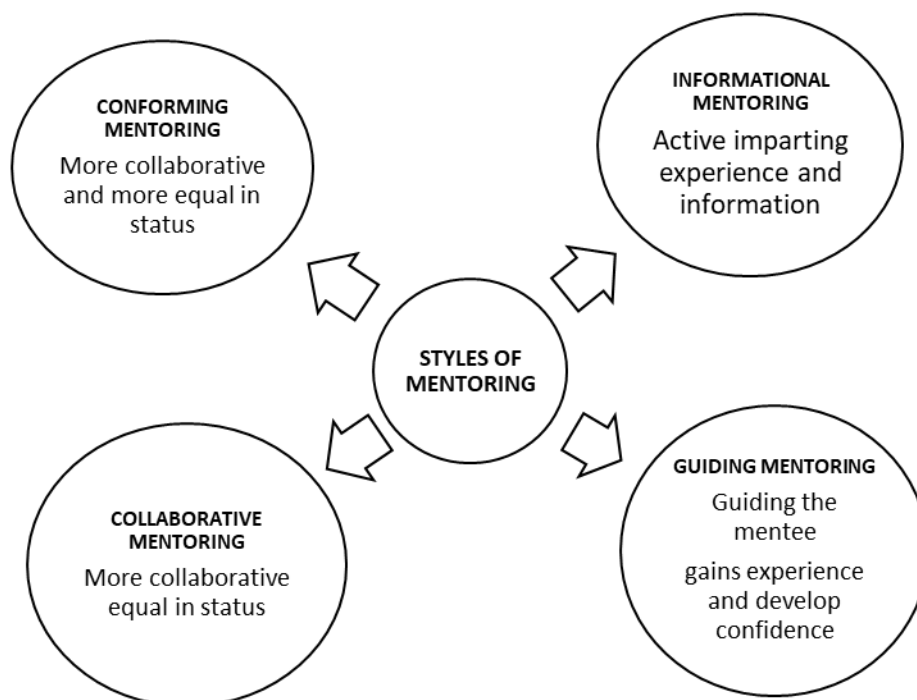 CONFORMING
MENTORING
More collaborative
and more equal in
status
INFORMATIONAL
MENTORING
Active imparting
experience and
information
STYLES OF
MENTORING
COLLABORATIVE
MENTORING
More collaborative
equal in status
GUIDING MENTORING
Guiding the
mentee
gains experience
and develop
confidence